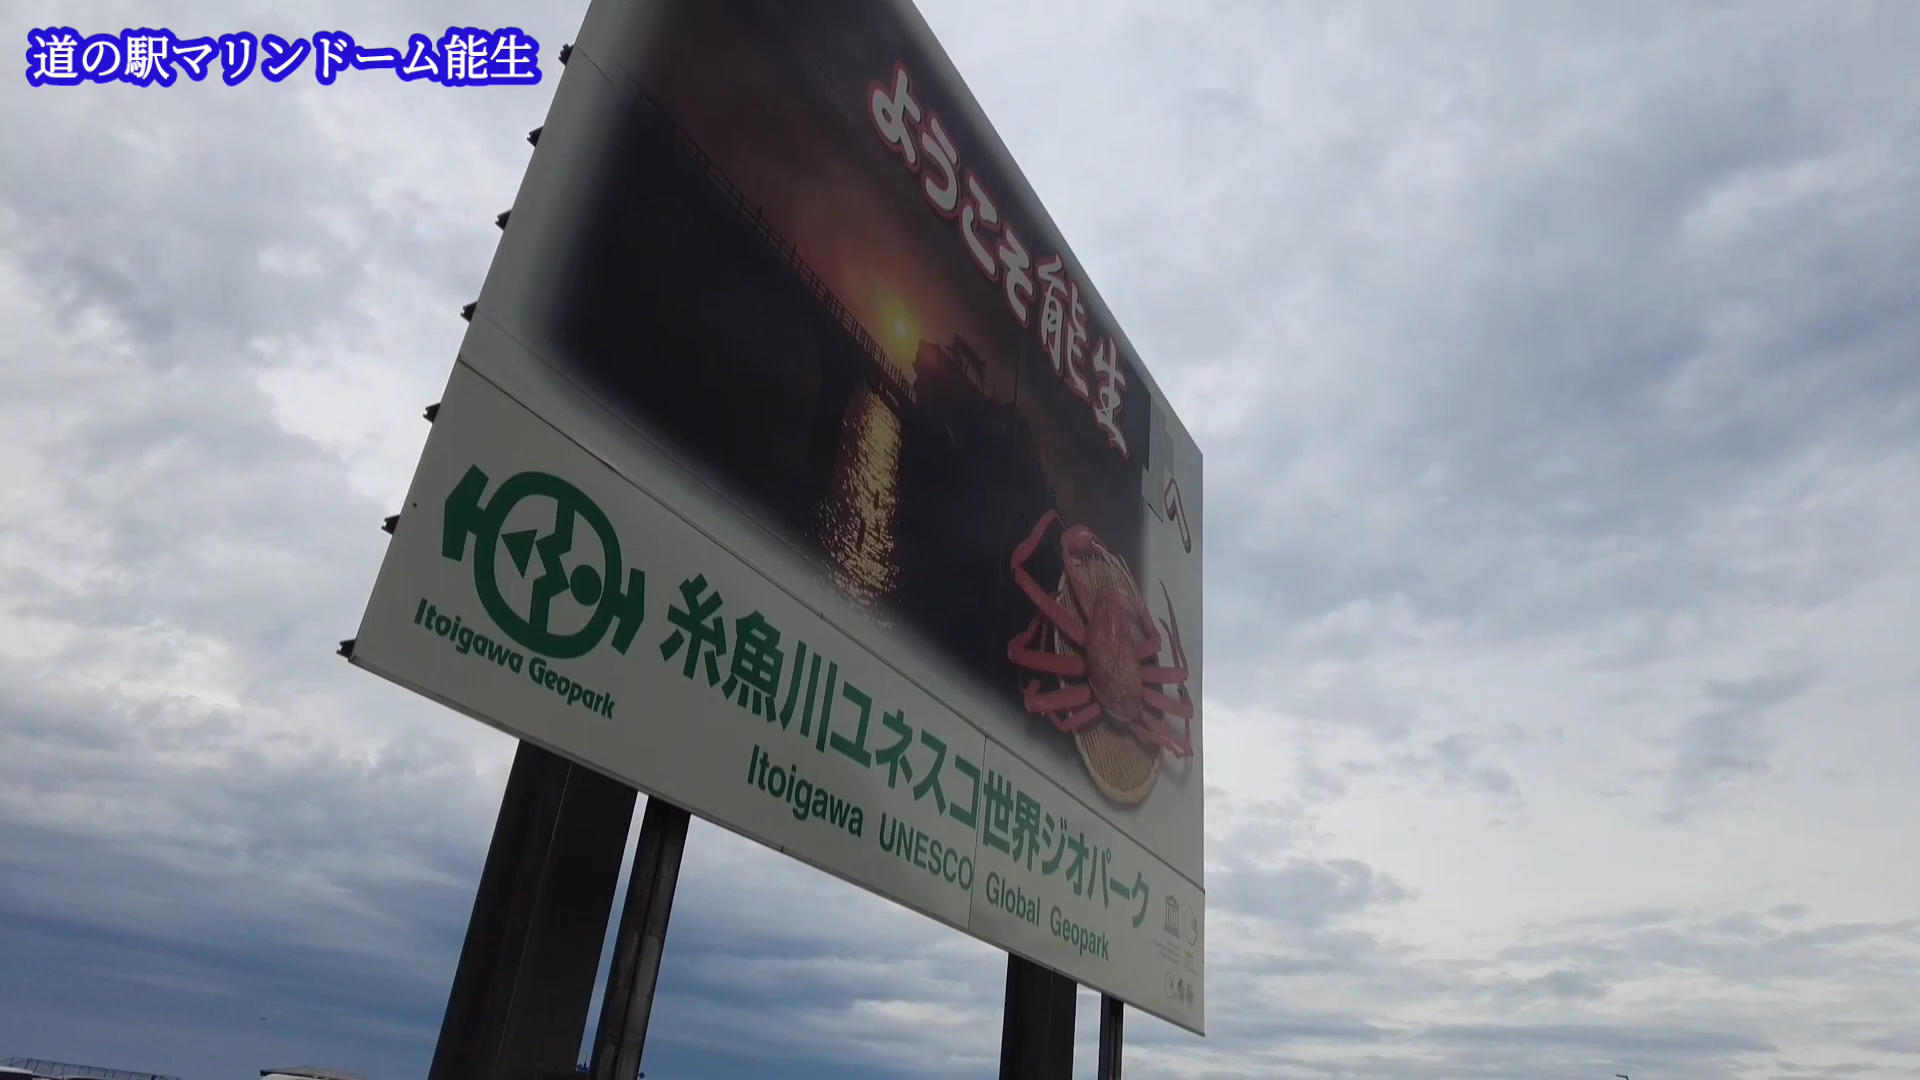 道の駅マリンドーム能生
ようこそ能生へ
Itoigawa Geopark
糸魚川ユネスコ世界ジオパーク
Itoigawa UNESCO Global Geopark